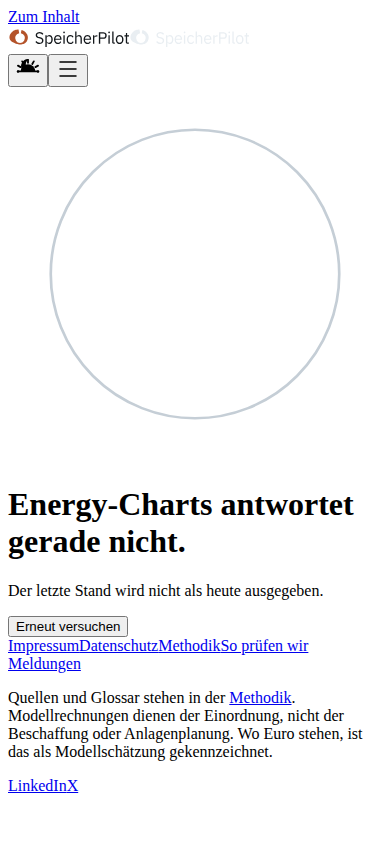 Zum Inhalt
SpeicherPilot SpeicherPilot
Energy-Charts antwortet
gerade nicht.
Der letzte Stand wird nicht als heute ausgegeben.
Erneut versuchen
ImpressumDatenschutzMethodikSo prüfen wir
Meldungen
Quellen und Glossar stehen in der Methodik.
Modellrechnungen dienen der Einordnung, nicht der
Beschaffung oder Anlagenplanung. Wo Euro stehen, ist
das als Modellschätzung gekennzeichnet.
LinkedInX